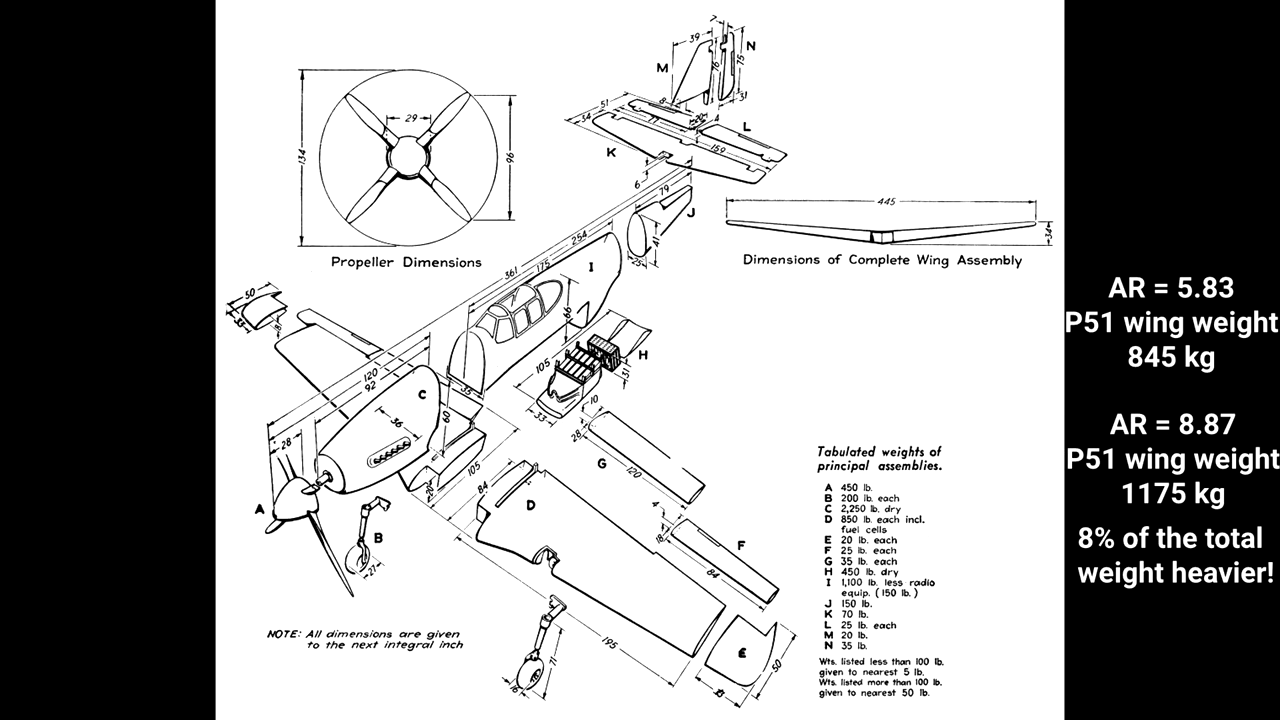 7
39
N
M
76
75
31
51
8
34
20
4
L
K
159
6
79
J
41
25
29
134
96
Propeller Dimensions
445
34
Dimensions of Complete Wing Assembly
254
361
175
I
66
50
33
8
H
105
31
33
120
92
C
36
35
60
28
10
28
G
120
105
20
84
D
A
B
27
4
18
F
84
195
E
50
71
16
NOTE: All dimensions are given
to the next integral inch
Tabulated weights of
principal assemblies.
A 450 lb.
B 200 lb. each
C 2,250 lb. dry
D 850 lb. each incl.
fuel cells
E 20 lb. each
F 25 lb. each
G 35 lb. each
H 450 lb. dry
I 1,100 lb. less radio
equip. (150 lb.)
J 150 lb.
K 70 lb.
L 25 lb. each
M 20 lb.
N 35 lb.
Wts. listed less than 100 lb.
given to nearest 5 lb.
Wts. listed more than 100 lb.
given to nearest 50 lb.
AR = 5.83
P51 wing weight
845 kg
AR = 8.87
P51 wing weight
1175 kg
8% of the total
weight heavier!